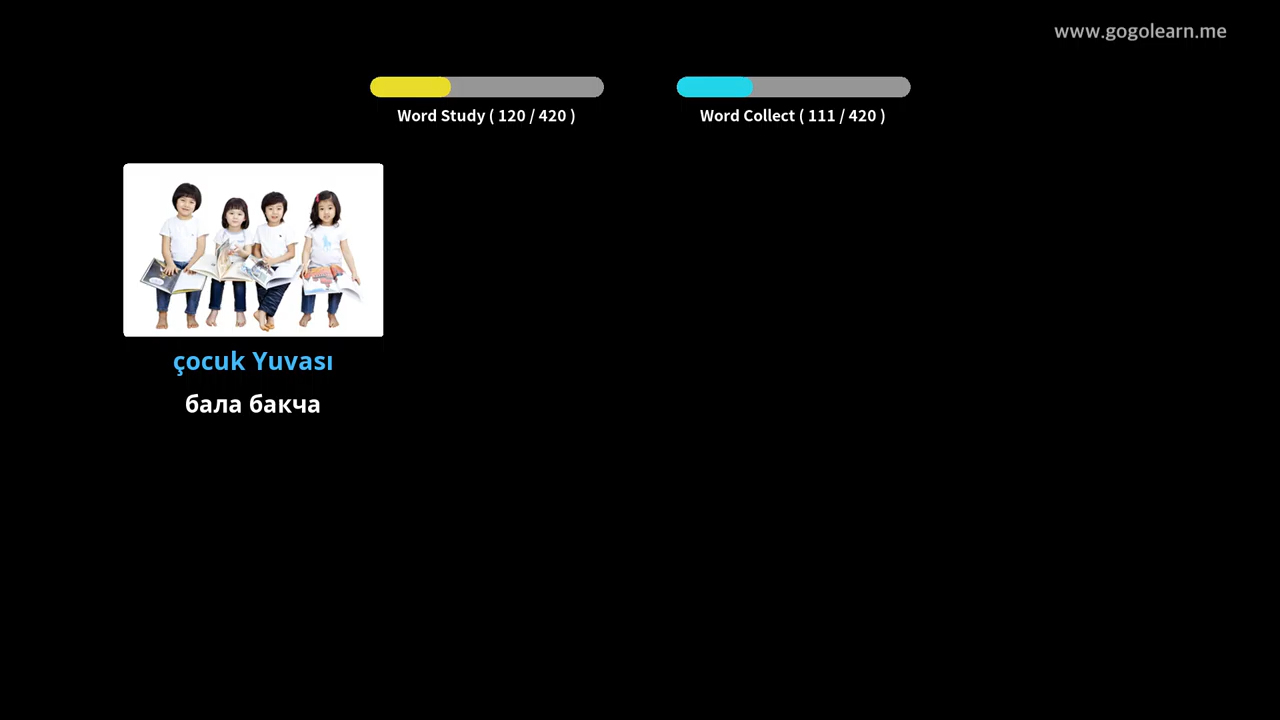 www.gogolearn.me
Word Study ( 120 / 420 )
Word Collect ( 111 / 420 )
çocuk Yuvası
бала бакча